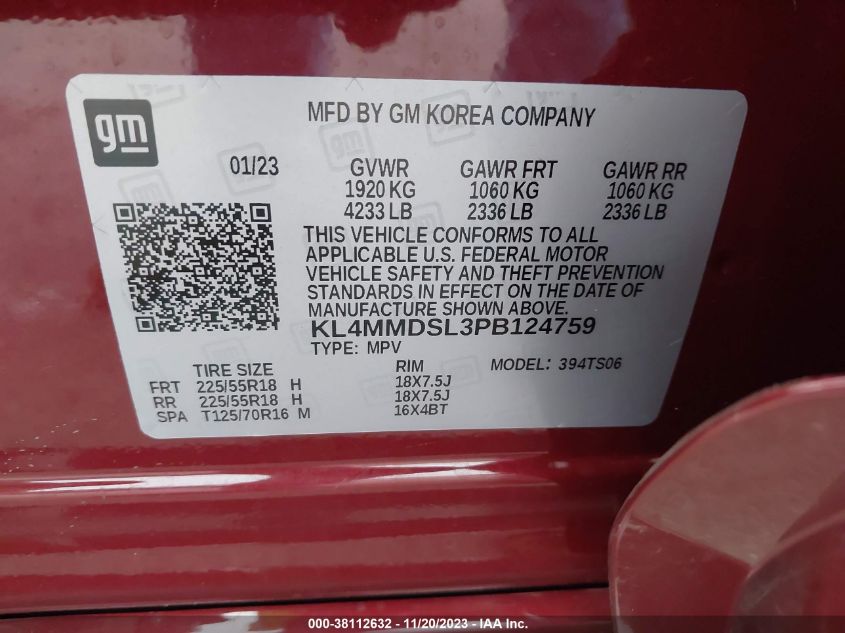 gm
MFD BY GM KOREA COMPANY
01/23 GVWR GAWR FRT GAWR RR
1920 KG 1060 KG 1060 KG
4233 LB 2336 LB 2336 LB
THIS VEHICLE CONFORMS TO ALL
APPLICABLE U.S. FEDERAL MOTOR
VEHICLE SAFETY AND THEFT PREVENTION
STANDARDS IN EFFECT ON THE DATE OF
MANUFACTURE SHOWN ABOVE.
KL4MMDSL3PB124759
TYPE: MPV MODEL: 394TS06
TIRE SIZE RIM
FRT 225/55R18 H 18X7.5J
RR 225/55R18 H 18X7.5J
SPA T125/70R16 M 16X4BT
000-38112632 - 11/20/2023 - IAA Inc.